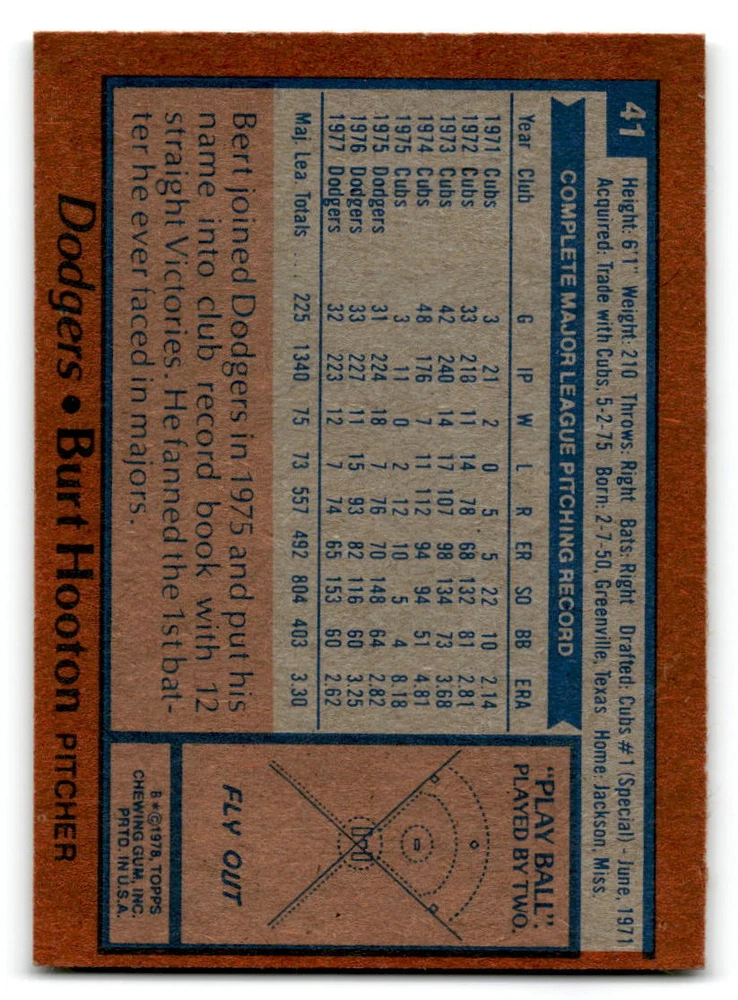 41
Height: 6'1" Weight: 210 Throws: Right Bats: Right Drafted: Cubs #1 (Special) - June, 1971
Acquired: Trade with Cubs, 5-2-75 Born: 2-7-50, Greenville, Texas Home: Jackson, Miss.
COMPLETE MAJOR LEAGUE PITCHING RECORD
Year Club G IP W L R ER SO BB ERA
1971 Cubs 3 21 2 0 5 5 22 10 2.14
1972 Cubs 33 218 11 14 78 68 132 81 2.81
1973 Cubs 42 240 14 17 107 98 134 73 3.68
1974 Cubs 48 176 7 11 112 94 94 51 4.81
1975 Cubs 3 11 0 2 12 10 5 4 8.18
1975 Dodgers 31 224 18 7 76 70 148 64 2.82
1976 Dodgers 33 227 11 15 93 82 116 60 3.25
1977 Dodgers 32 223 12 7 74 65 153 60 2.62
Maj. Lea. Totals .... 225 1340 75 73 557 492 804 403 3.30
Bert joined Dodgers in 1975 and put his
name into club record book with 12
straight Victories. He fanned the 1st bat-
ter he ever faced in majors.
"PLAY BALL".
PLAYED BY TWO.
FLY OUT
B*©1978, TOPPS
CHEWING GUM, INC.
PRTD. IN U.S.A.
Dodgers • Burt Hooton PITCHER